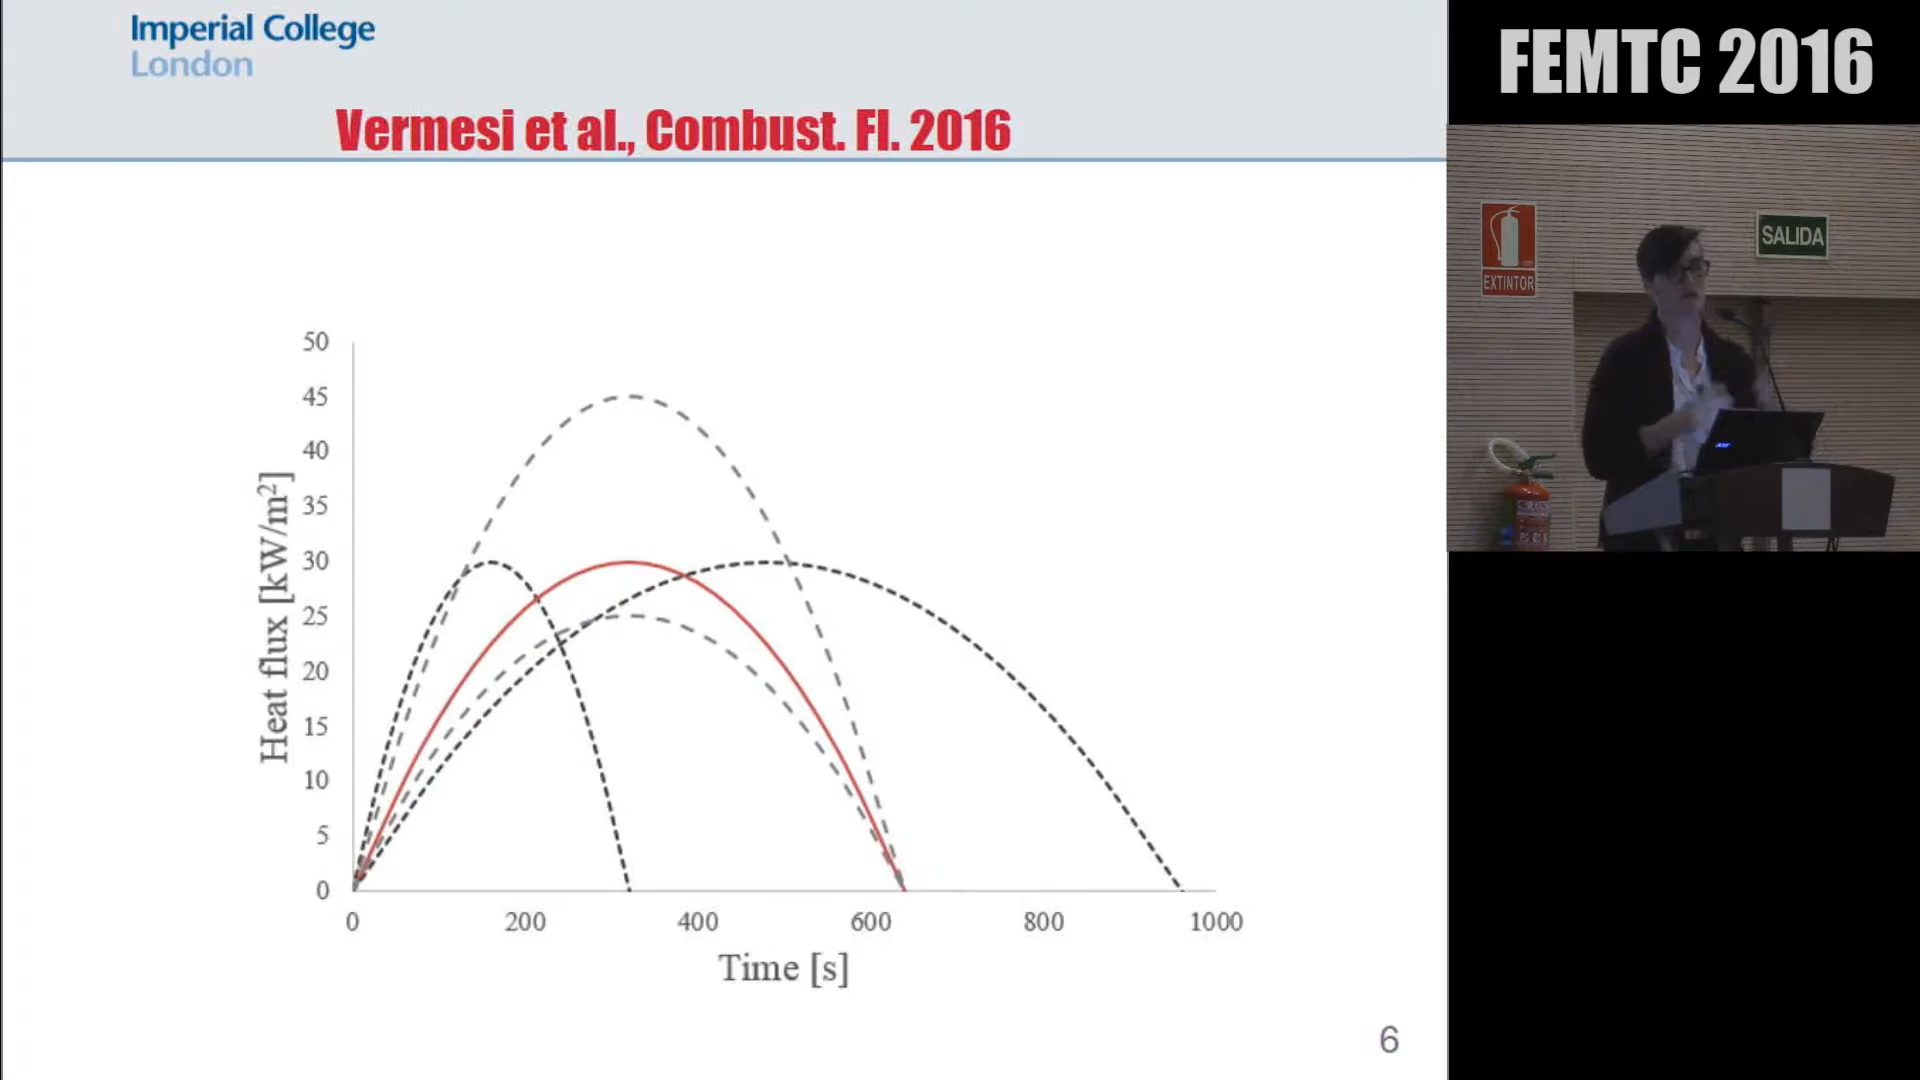 Imperial College
London
Vermesi et al., Combust. Fl. 2016
FEMTC 2016
EXTINTOR
SALIDA
acer
Heat flux [kW/m²]
50
45
40
35
30
25
20
15
10
5
0
0 200 400 600 800 1000
Time [s]
6